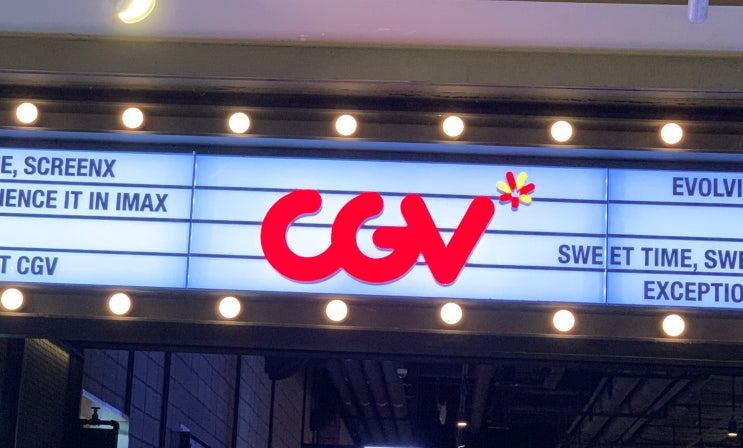 E, SCREENX
IENCE IT IN IMAX
T CGV
CGV
EVOLVI
SWEET TIME, SWE
EXCEPTIO